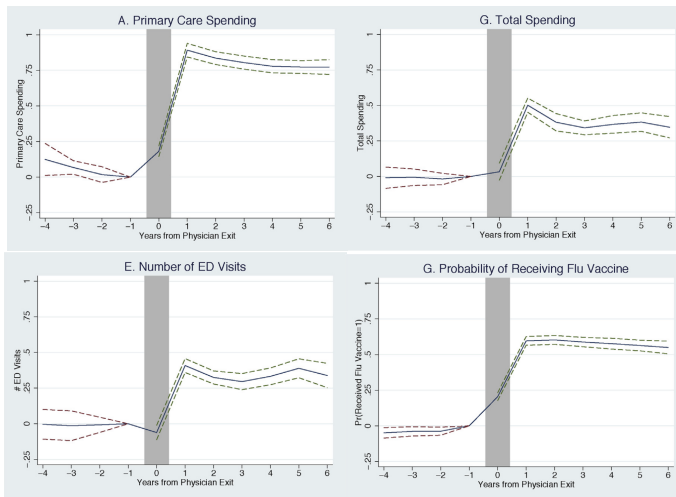 A. Primary Care Spending
Primary Care Spending
1
.75
.5
.25
0
-.25
-4 -3 -2 -1 0 1 2 3 4 5 6
Years from Physician Exit
G. Total Spending
Total Spending
1
.75
.5
.25
0
-.25
-4 -3 -2 -1 0 1 2 3 4 5 6
Years from Physician Exit
E. Number of ED Visits
# ED Visits
1
.75
.5
.25
0
-.25
-4 -3 -2 -1 0 1 2 3 4 5 6
Years from Physician Exit
G. Probability of Receiving Flu Vaccine
Pr(Received Flu Vaccine=1)
1
.75
.5
.25
0
-.25
-4 -3 -2 -1 0 1 2 3 4 5 6
Years from Physician Exit